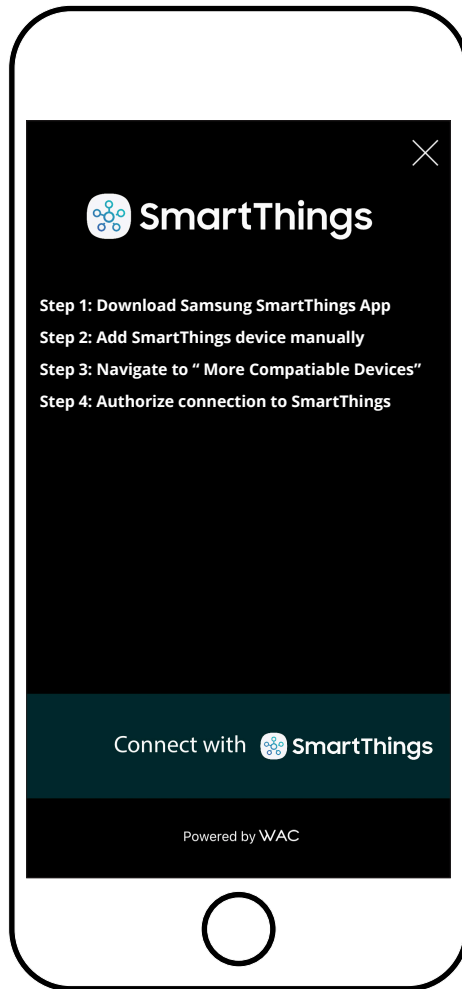 SmartThings
Step 1: Download Samsung SmartThings App
Step 2: Add SmartThings device manually
Step 3: Navigate to “ More Compatiable Devices”
Step 4: Authorize connection to SmartThings
Connect with SmartThings
Powered by WAC